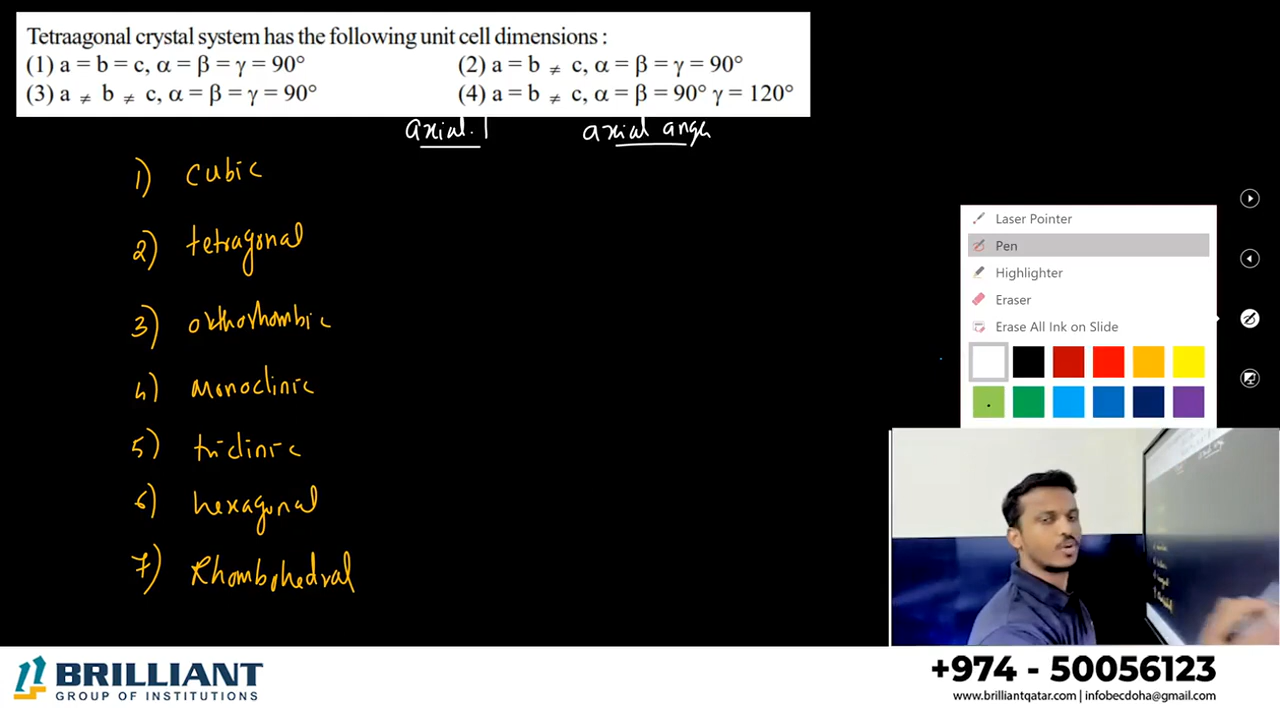 Tetraagonal crystal system has the following unit cell dimensions :
(1) a = b = c, α = β = γ = 90° (2) a = b ≠ c, α = β = γ = 90°
(3) a ≠ b ≠ c, α = β = γ = 90° (4) a = b ≠ c, α = β = 90° γ = 120°
axial. l axial angle
1) cubic
2) tetragonal
3) orthorhombic
4) Monoclinic
5) triclinic
6) hexagonal
7) Rhombohedral
Laser Pointer
Pen
Highlighter
Eraser
Erase All Ink on Slide
BRILLIANT
GROUP OF INSTITUTIONS
+974 - 50056123
www.brilliantqatar.com | infobecdoha@gmail.com